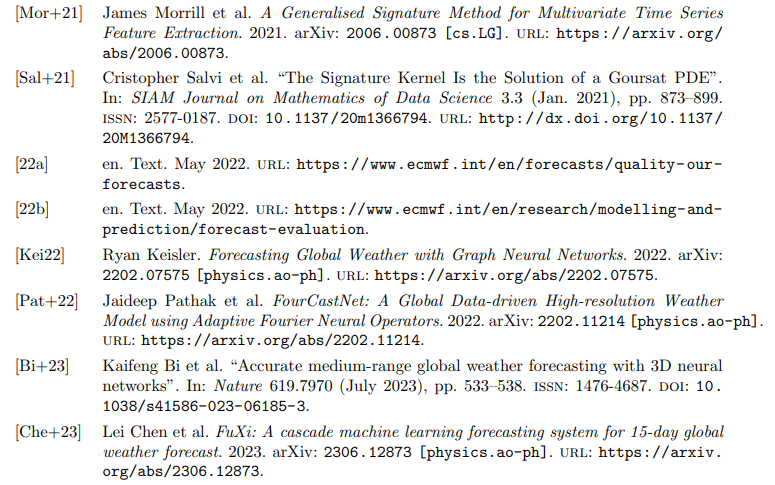 [Mor+21] James Morrill et al. A Generalised Signature Method for Multivariate Time Series
Feature Extraction. 2021. arXiv: 2006.00873 [cs.LG]. URL: https://arxiv.org/
abs/2006.00873.
[Sal+21] Cristopher Salvi et al. “The Signature Kernel Is the Solution of a Goursat PDE”.
In: SIAM Journal on Mathematics of Data Science 3.3 (Jan. 2021), pp. 873–899.
ISSN: 2577-0187. DOI: 10.1137/20m1366794. URL: http://dx.doi.org/10.1137/
20M1366794.
[22a] en. Text. May 2022. URL: https://www.ecmwf.int/en/forecasts/quality-our-
forecasts.
[22b] en. Text. May 2022. URL: https://www.ecmwf.int/en/research/modelling-and-
prediction/forecast-evaluation.
[Kei22] Ryan Keisler. Forecasting Global Weather with Graph Neural Networks. 2022. arXiv:
2202.07575 [physics.ao-ph]. URL: https://arxiv.org/abs/2202.07575.
[Pat+22] Jaideep Pathak et al. FourCastNet: A Global Data-driven High-resolution Weather
Model using Adaptive Fourier Neural Operators. 2022. arXiv: 2202.11214 [physics.ao-ph].
URL: https://arxiv.org/abs/2202.11214.
[Bi+23] Kaifeng Bi et al. “Accurate medium-range global weather forecasting with 3D neural
networks”. In: Nature 619.7970 (July 2023), pp. 533–538. ISSN: 1476-4687. DOI: 10.
1038/s41586-023-06185-3.
[Che+23] Lei Chen et al. FuXi: A cascade machine learning forecasting system for 15-day global
weather forecast. 2023. arXiv: 2306.12873 [physics.ao-ph]. URL: https://arxiv.
org/abs/2306.12873.